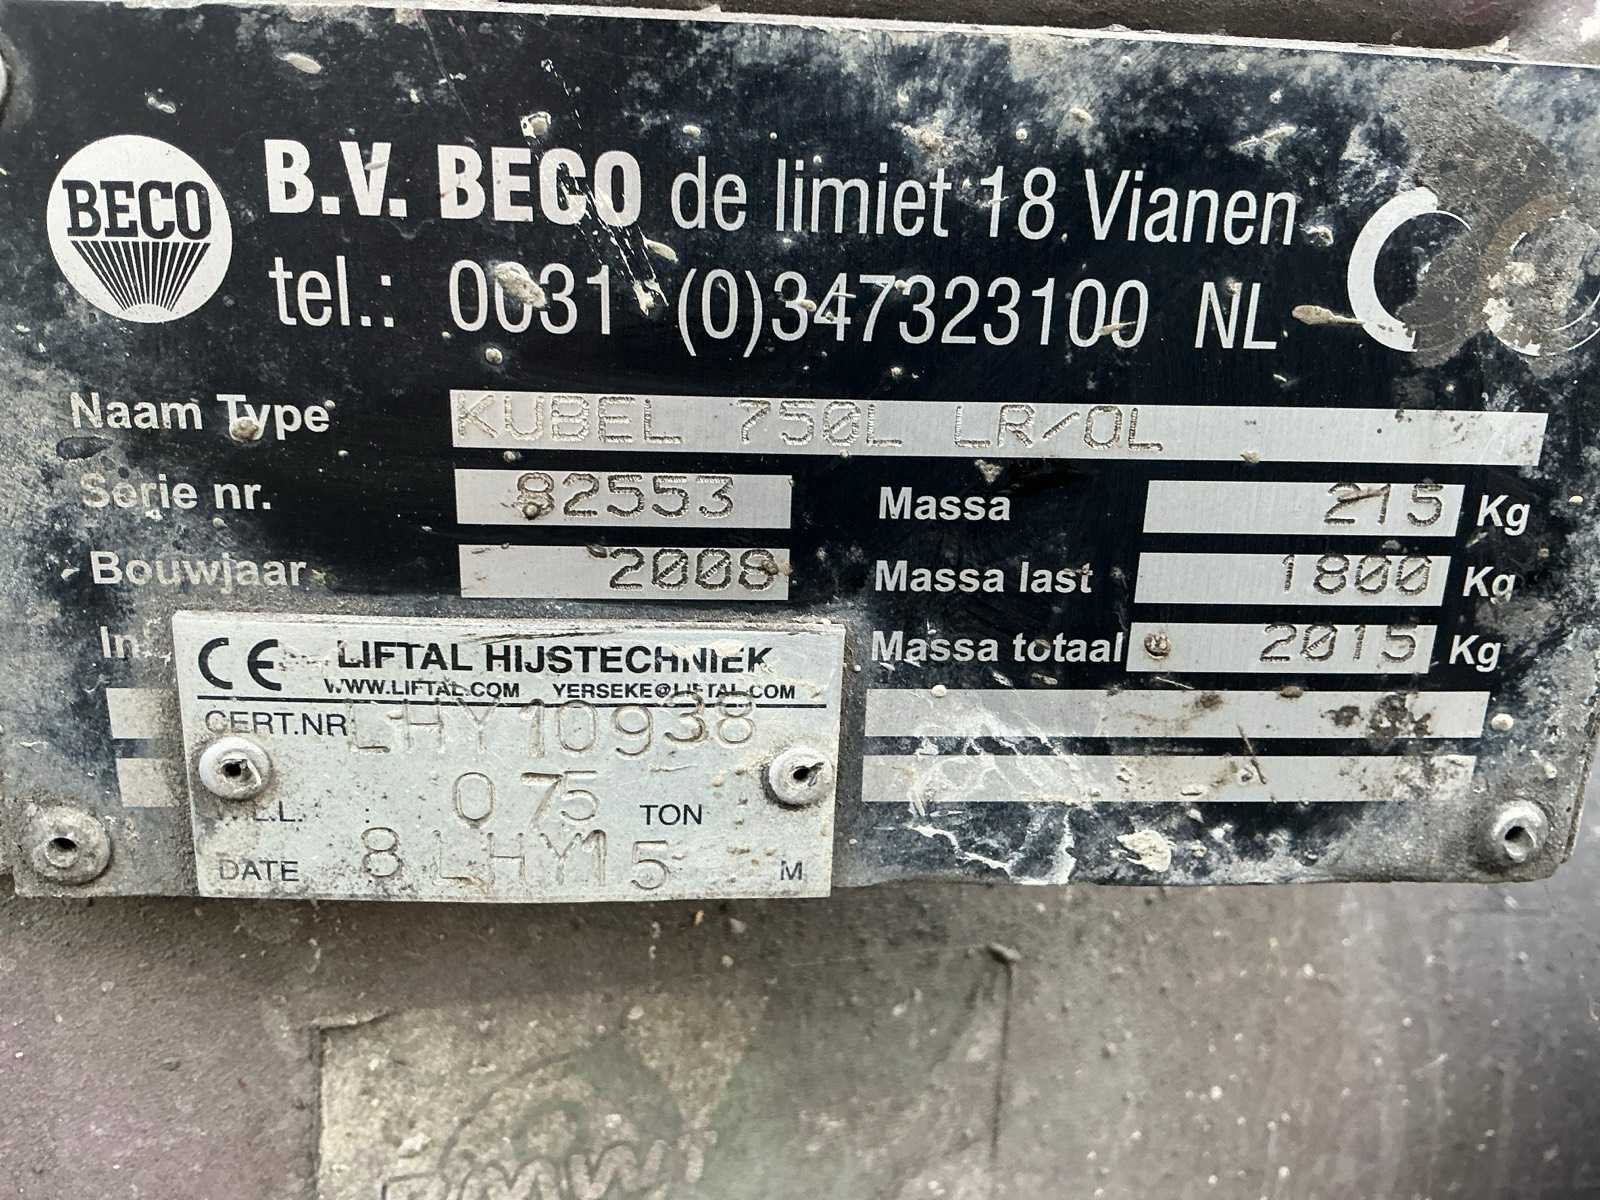 BECO
B.V. BECO de limiet 18 Vianen
tel.: 0031 (0)347323100 NL
CE
Naam Type KUBEL 750L LR/OL
Serie nr. 82553 Massa 215 Kg
Bouwjaar 2008 Massa last 1800 Kg
Massa totaal 2015 Kg
CE LIFTAL HIJSTECHNIEK
WWW.LIFTAL.COM YERSEKE@LIFTAL.COM
CERT.NR: LHY10938
W.L.L. : 075 TON
DATE 8LHY15 M